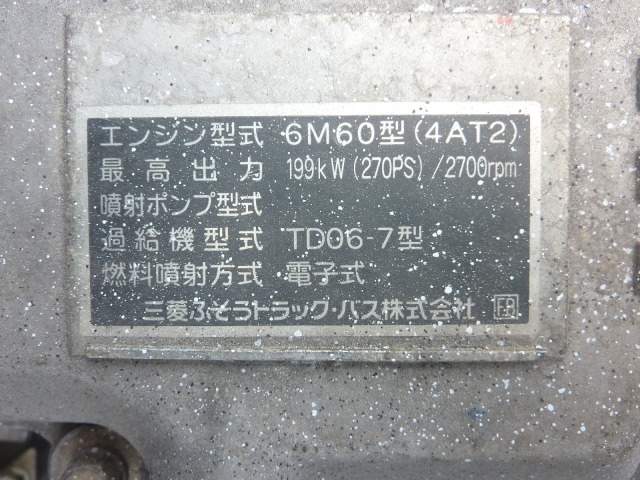 エンジン型式 6M60型(4AT2)
最高出力 199kW(270PS)/2700rpm
噴射ポンプ型式
過給機型式 TD06-7型
燃料噴射方式 電子式
三菱ふそうトラック・バス株式会社